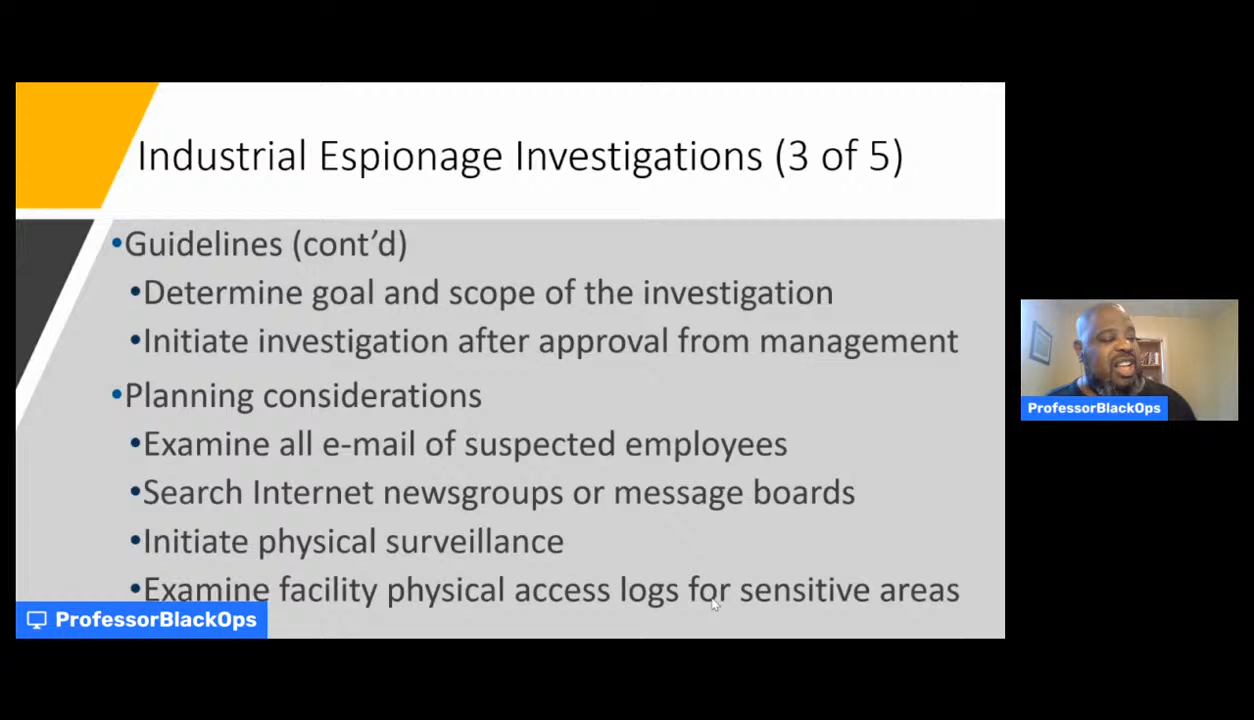 Industrial Espionage Investigations (3 of 5)
•Guidelines (cont’d)
•Determine goal and scope of the investigation
•Initiate investigation after approval from management
•Planning considerations
•Examine all e-mail of suspected employees
•Search Internet newsgroups or message boards
•Initiate physical surveillance
•Examine facility physical access logs for sensitive areas
ProfessorBlackOps
ProfessorBlackOps